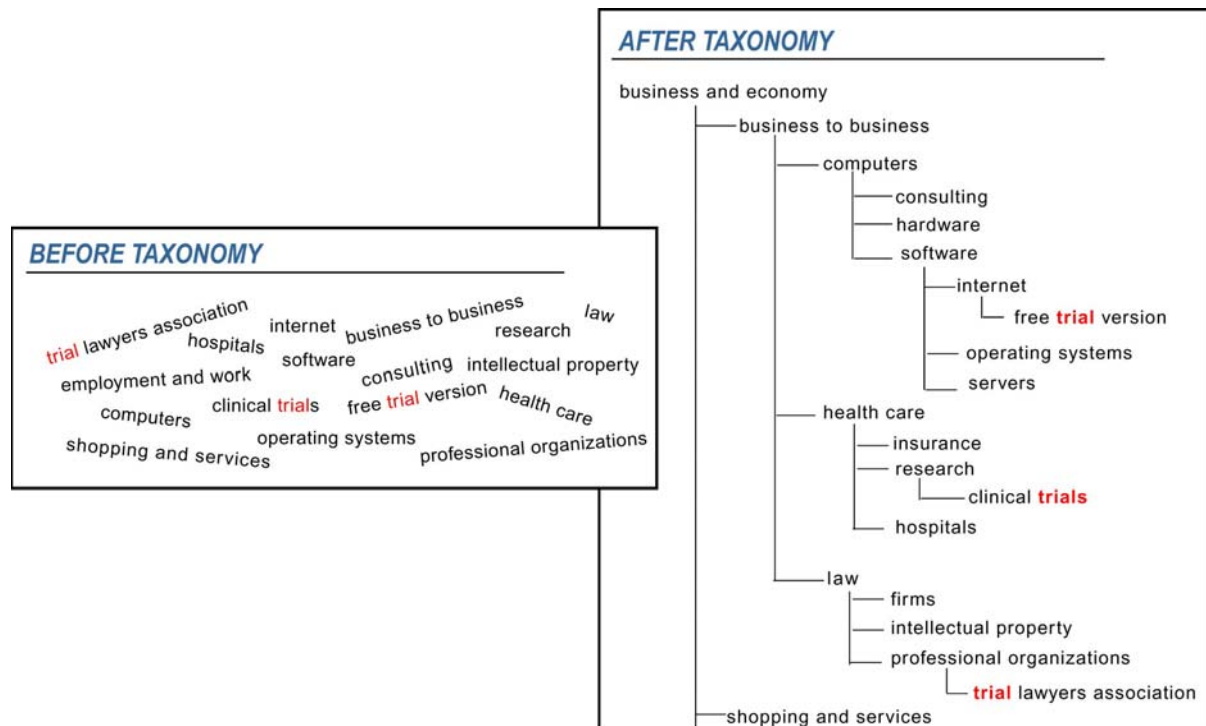 BEFORE TAXONOMY
trial lawyers association
internet
business to business
law
hospitals
research
software
employment and work
consulting
intellectual property
computers
clinical trials
free trial version
health care
shopping and services
operating systems
professional organizations
AFTER TAXONOMY
business and economy
business to business
computers
consulting
hardware
software
internet
free trial version
operating systems
servers
health care
insurance
research
clinical trials
hospitals
law
firms
intellectual property
professional organizations
trial lawyers association
shopping and services